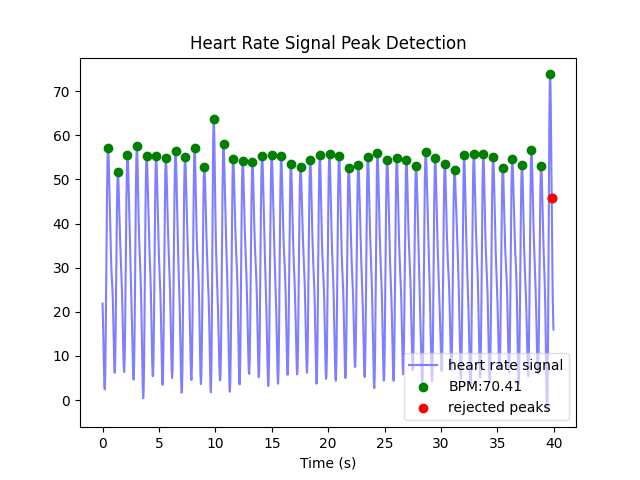 Heart Rate Signal Peak Detection
70
60
50
40
30
20
10
0
heart rate signal
BPM:70.41
rejected peaks
0 5 10 15 20 25 30 35 40
Time (s)